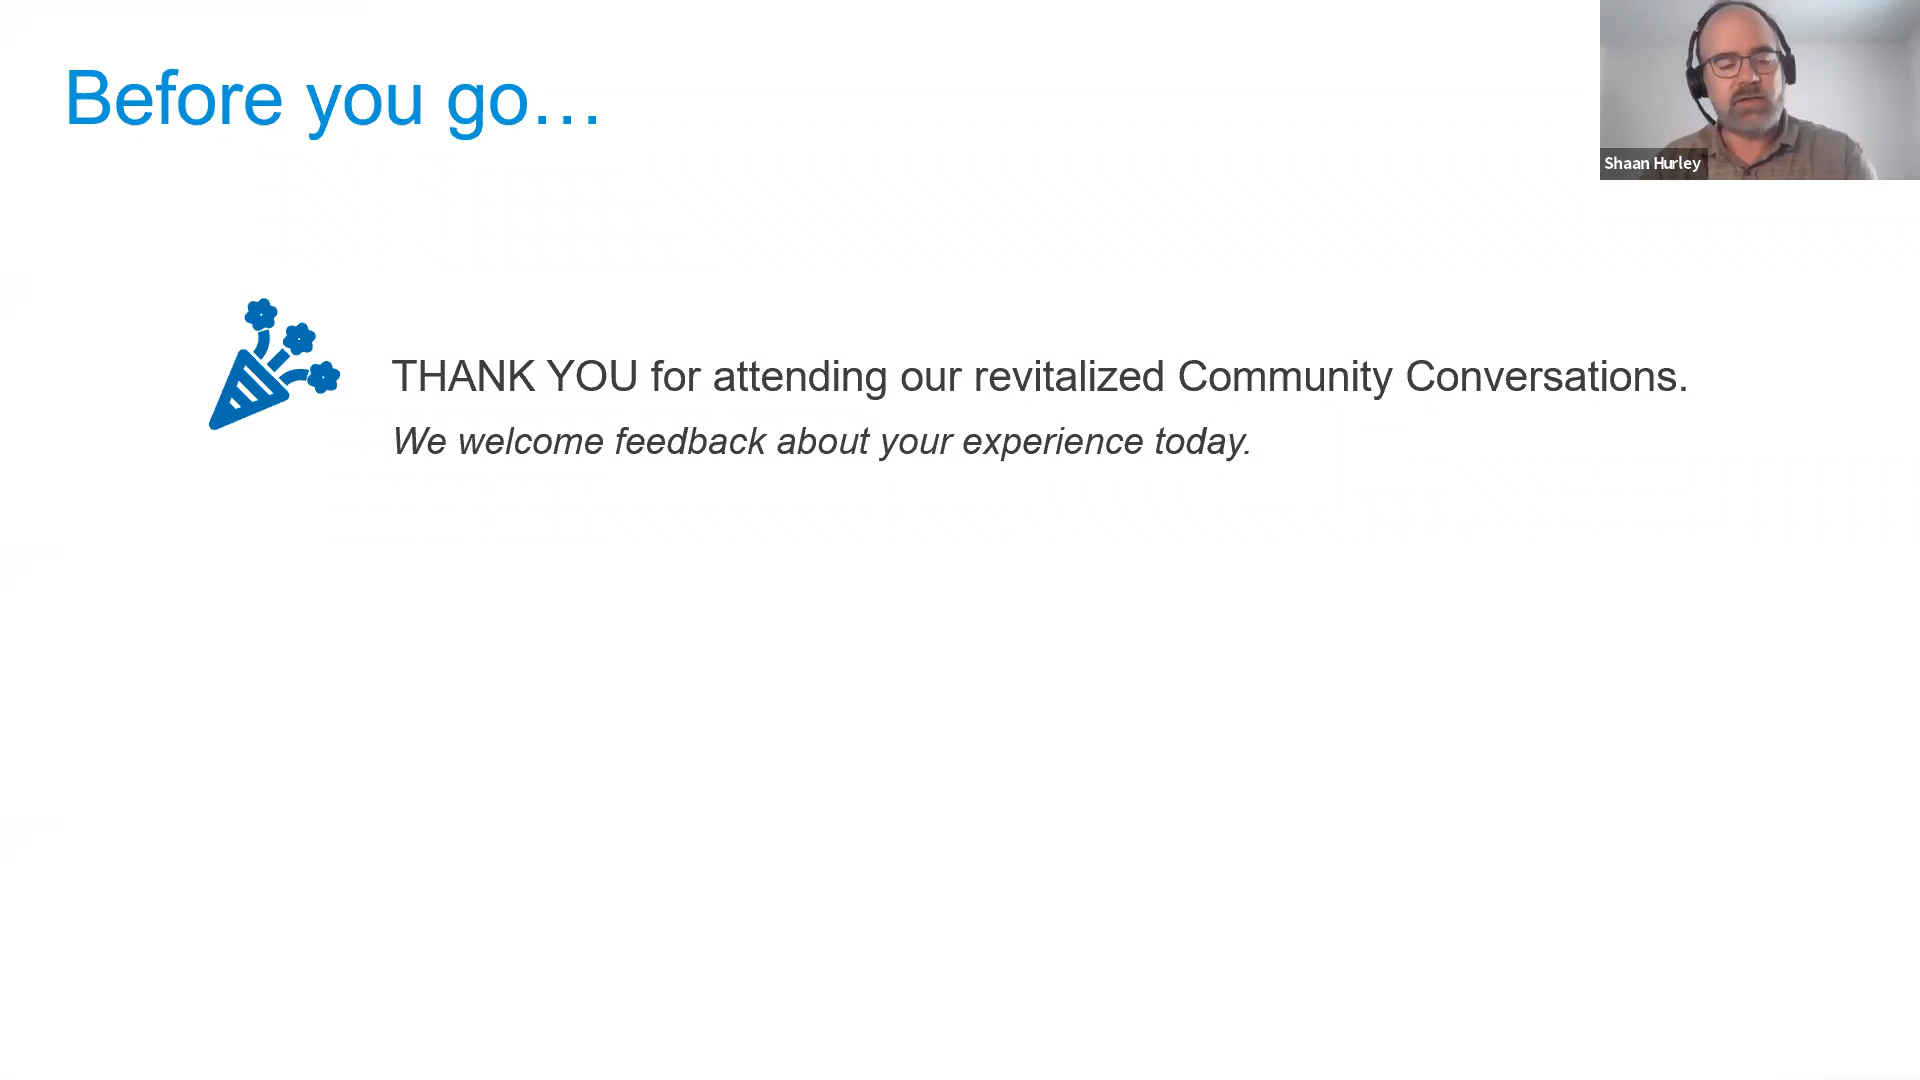 Before you go…
Shaan Hurley
THANK YOU for attending our revitalized Community Conversations.
We welcome feedback about your experience today.